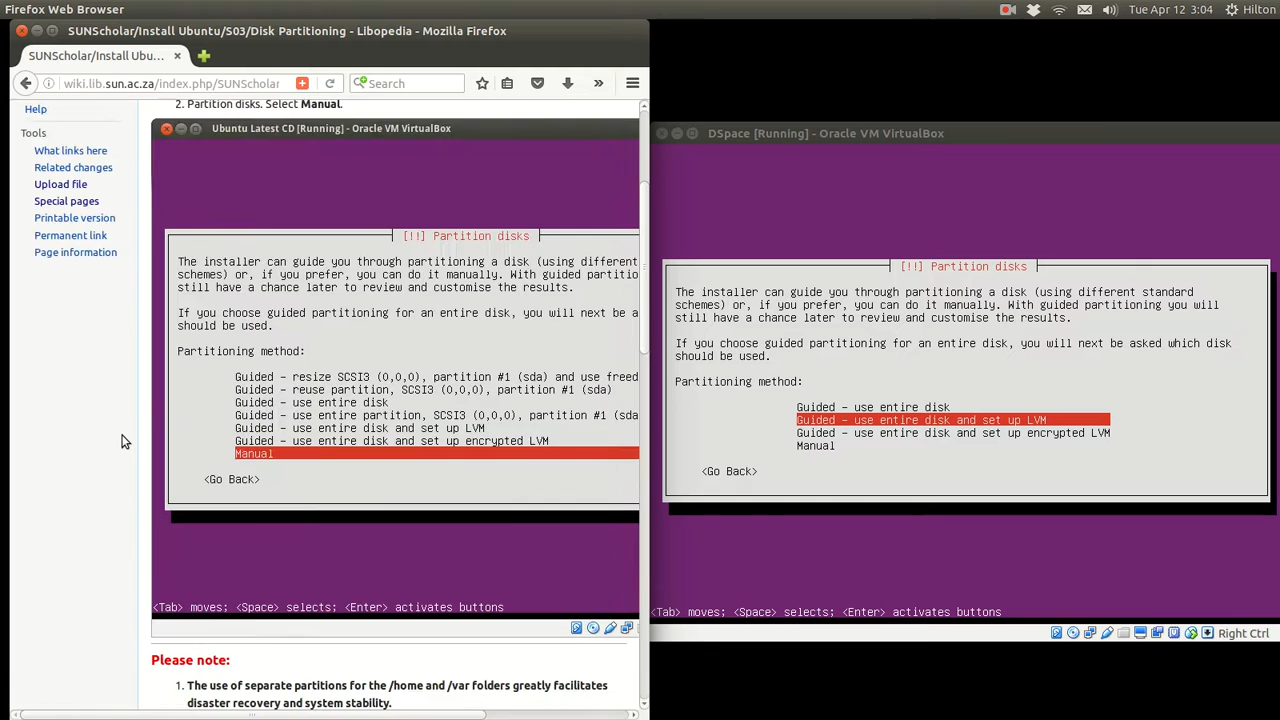 Firefox Web Browser
Tue Apr 12 3:04
Hilton
SUNScholar/Install Ubuntu/S03/Disk Partitioning - Libopedia - Mozilla Firefox
SUNScholar/Install Ubu...
wiki.lib.sun.ac.za/index.php/SUNScholar
Search
Help
Tools
What links here
Related changes
Upload file
Special pages
Printable version
Permanent link
Page information
2. Partition disks. Select Manual.
Ubuntu Latest CD [Running] - Oracle VM VirtualBox
[!!] Partition disks
The installer can guide you through partitioning a disk (using different
schemes) or, if you prefer, you can do it manually. With guided partitio
still have a chance later to review and customise the results.
If you choose guided partitioning for an entire disk, you will next be a
should be used.
Partitioning method:
Guided – resize SCSI3 (0,0,0), partition #1 (sda) and use freed
Guided – reuse partition, SCSI3 (0,0,0), partition #1 (sda)
Guided – use entire disk
Guided – use entire partition, SCSI3 (0,0,0), partition #1 (sda
Guided – use entire disk and set up LVM
Guided – use entire disk and set up encrypted LVM
Manual
<Go Back>
<Tab> moves; <Space> selects; <Enter> activates buttons
Please note:
1. The use of separate partitions for the /home and /var folders greatly facilitates
disaster recovery and system stability.
DSpace [Running] - Oracle VM VirtualBox
[!!] Partition disks
The installer can guide you through partitioning a disk (using different standard
schemes) or, if you prefer, you can do it manually. With guided partitioning you will
still have a chance later to review and customise the results.
If you choose guided partitioning for an entire disk, you will next be asked which disk
should be used.
Partitioning method:
Guided – use entire disk
Guided – use entire disk and set up LVM
Guided – use entire disk and set up encrypted LVM
Manual
<Go Back>
<Tab> moves; <Space> selects; <Enter> activates buttons
Right Ctrl